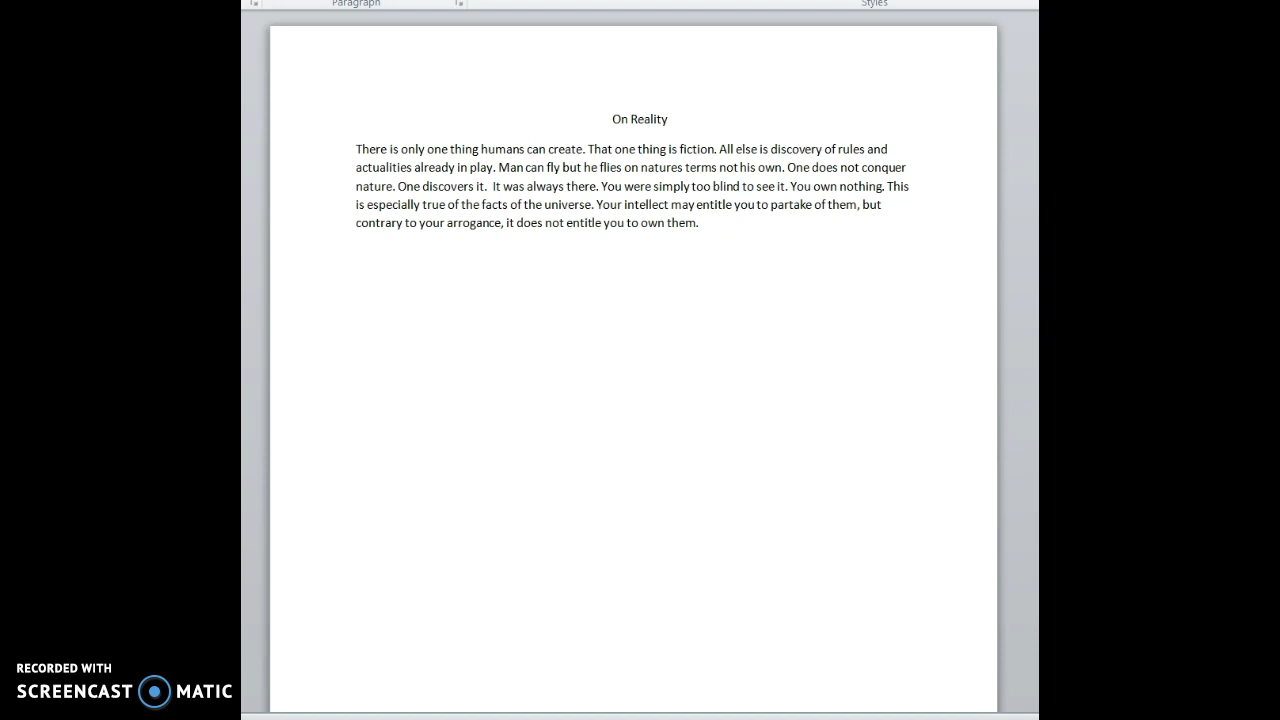 Paragraph Styles
On Reality
There is only one thing humans can create. That one thing is fiction. All else is discovery of rules and
actualities already in play. Man can fly but he flies on natures terms not his own. One does not conquer
nature. One discovers it.  It was always there. You were simply too blind to see it. You own nothing. This
is especially true of the facts of the universe. Your intellect may entitle you to partake of them, but
contrary to your arrogance, it does not entitle you to own them.
RECORDED WITH
SCREENCAST MATIC